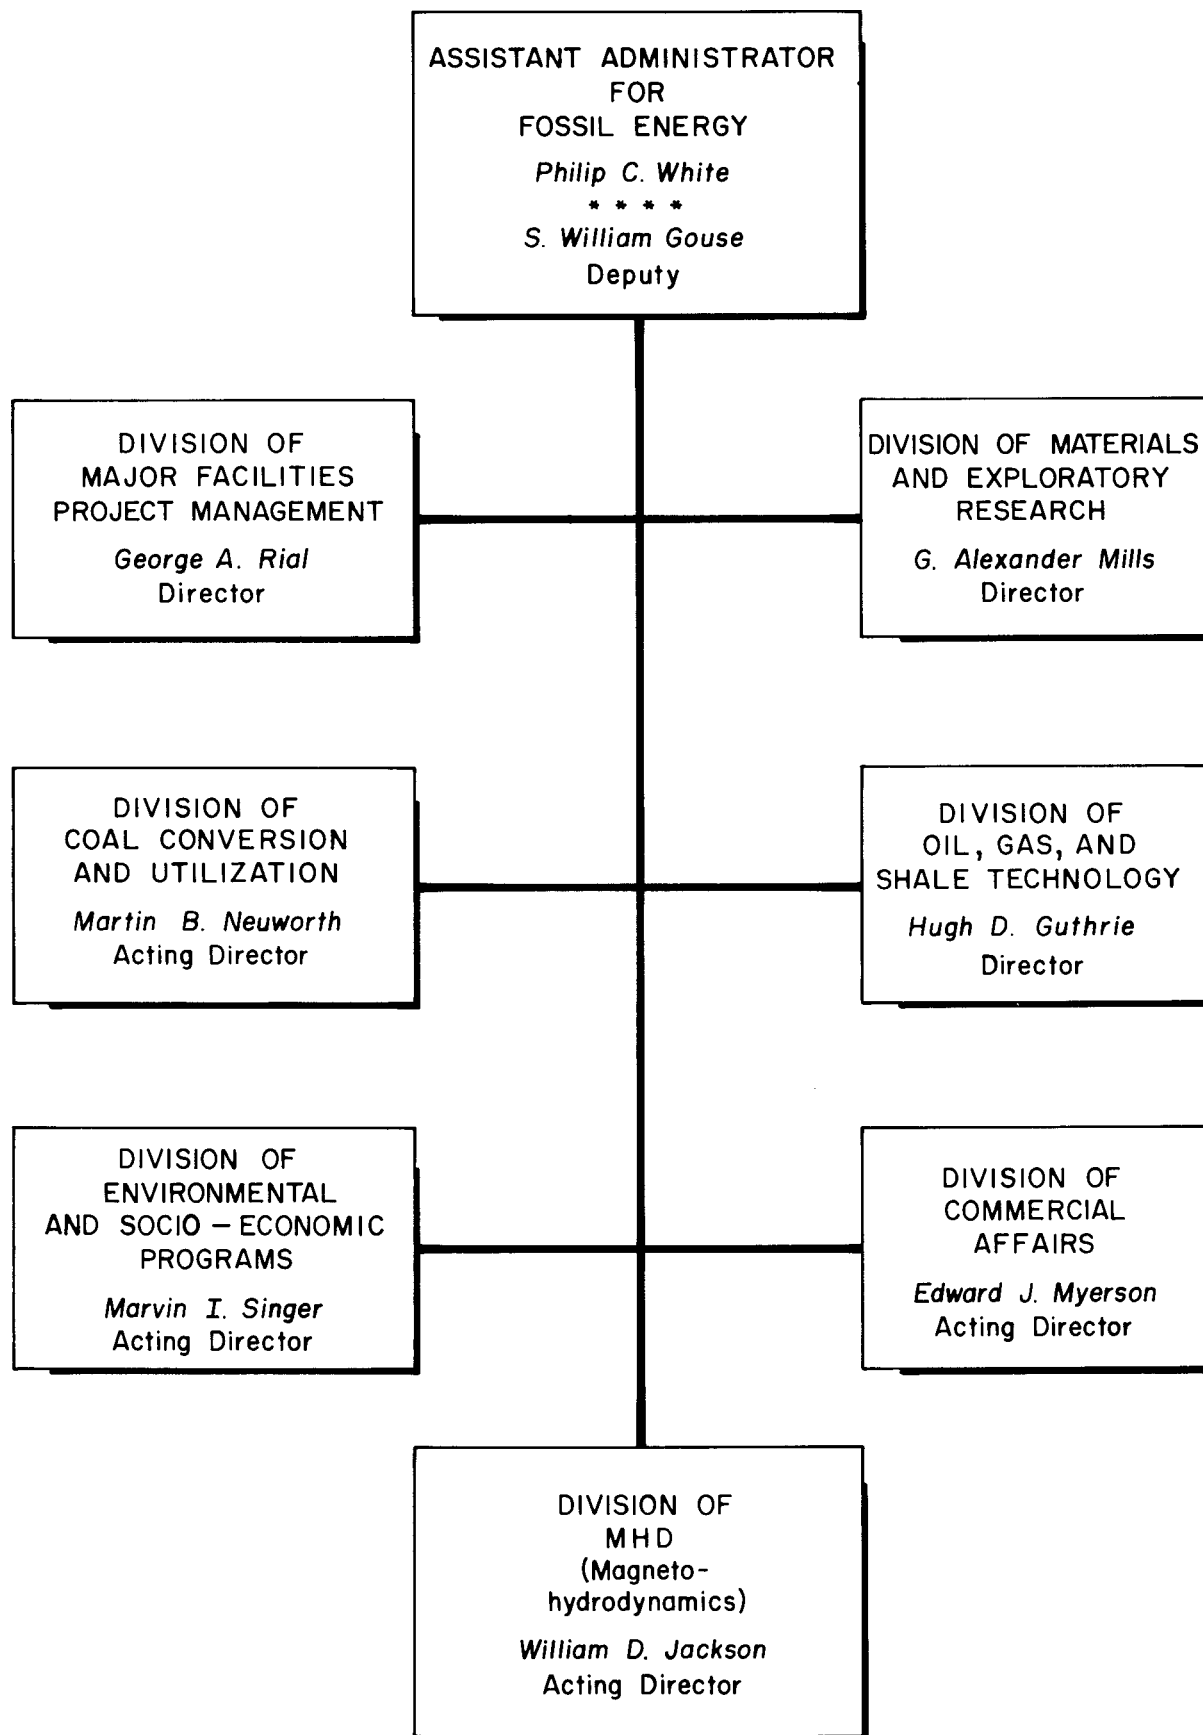 ASSISTANT ADMINISTRATOR
FOR
FOSSIL ENERGY
Philip C. White
* * * *
S. William Gouse
Deputy
DIVISION OF
MAJOR FACILITIES
PROJECT MANAGEMENT
George A. Rial
Director
DIVISION OF MATERIALS
AND EXPLORATORY
RESEARCH
G. Alexander Mills
Director
DIVISION OF
COAL CONVERSION
AND UTILIZATION
Martin B. Neuworth
Acting Director
DIVISION OF
OIL, GAS, AND
SHALE TECHNOLOGY
Hugh D. Guthrie
Director
DIVISION OF
ENVIRONMENTAL
AND SOCIO-ECONOMIC
PROGRAMS
Marvin I. Singer
Acting Director
DIVISION OF
COMMERCIAL
AFFAIRS
Edward J. Myerson
Acting Director
DIVISION OF
MHD
(Magneto-
hydrodynamics)
William D. Jackson
Acting Director